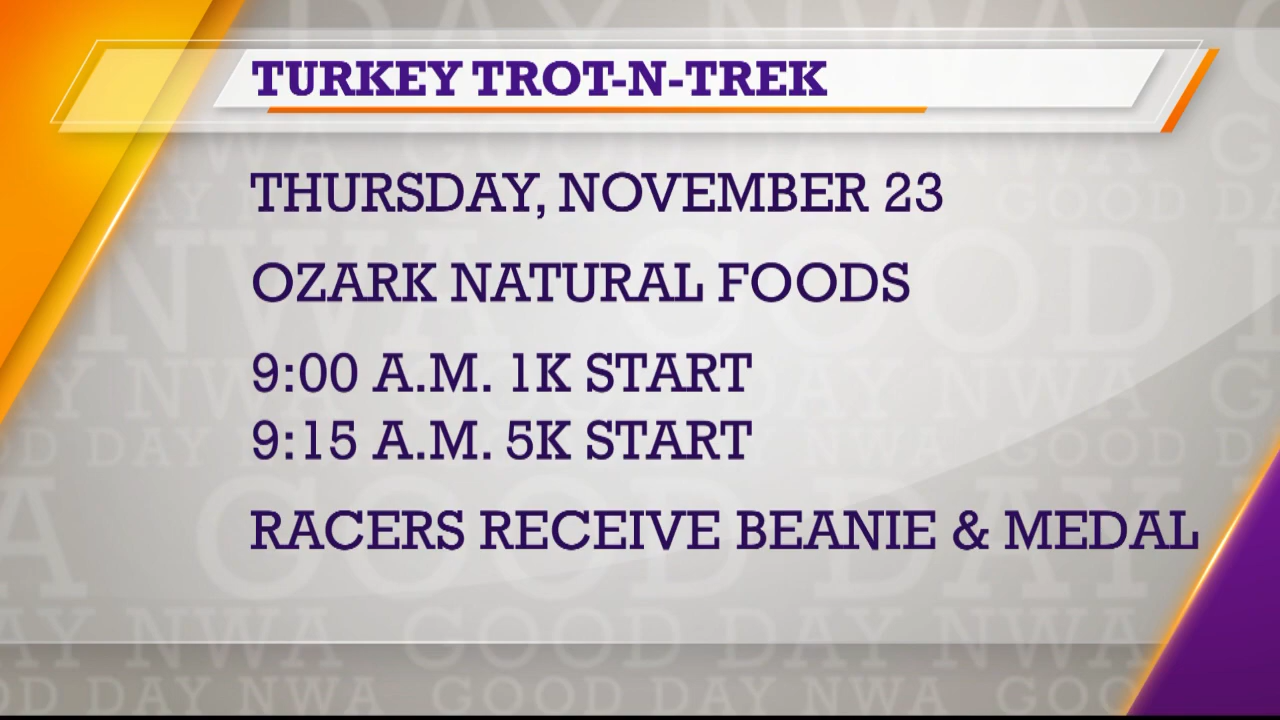 TURKEY TROT-N-TREK
THURSDAY, NOVEMBER 23
OZARK NATURAL FOODS
9:00 A.M. 1K START
9:15 A.M. 5K START
RACERS RECEIVE BEANIE & MEDAL